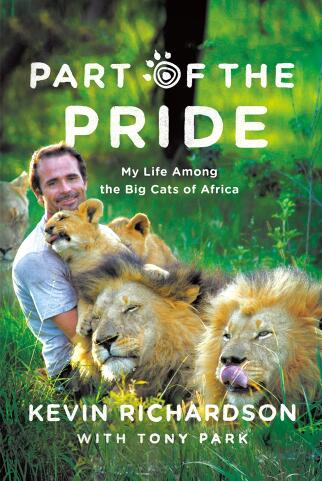 PART OF THE
PRIDE
My Life Among
the Big Cats of Africa
KEVIN RICHARDSON
WITH TONY PARK